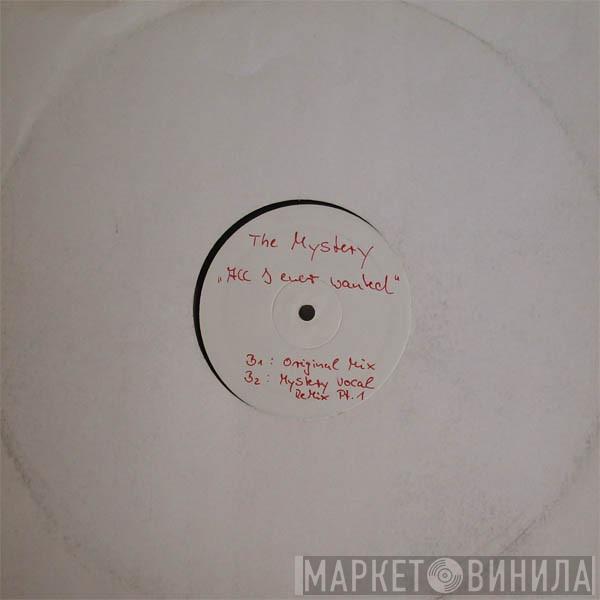 The Mystery
„All I ever wanted“
B1: Original Mix
B2: Mystery Vocal
ReMix Pt. 1
МАРКЕТ ВИНИЛА